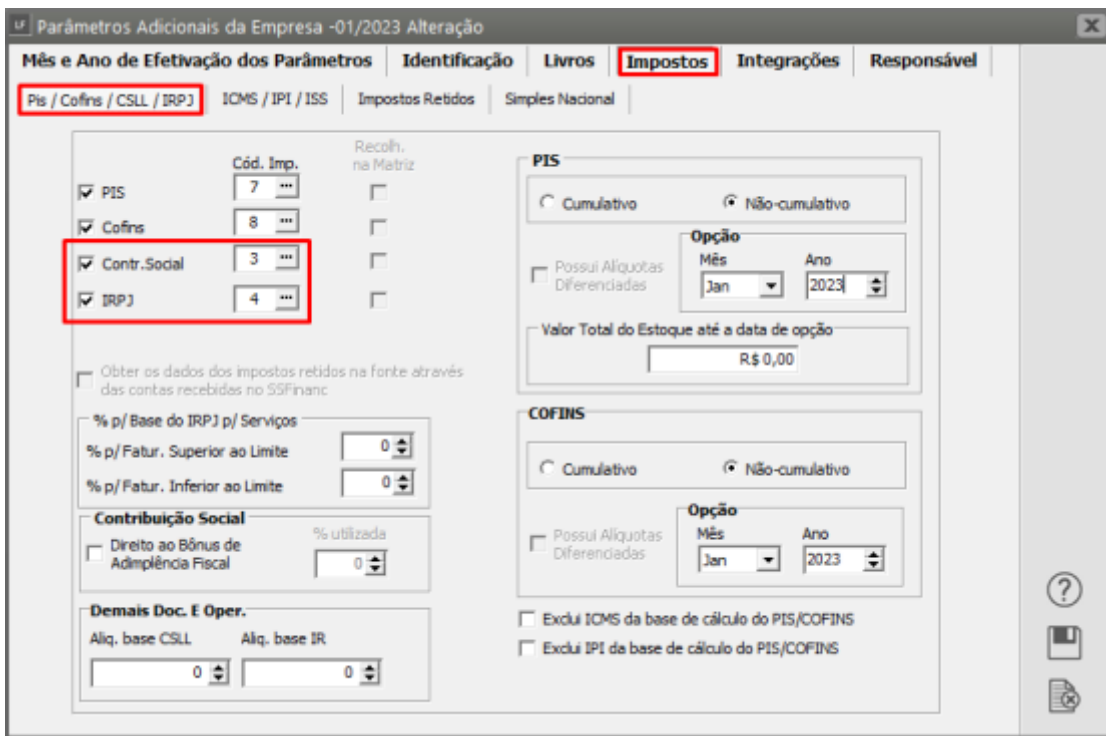 LF Parâmetros Adicionais da Empresa -01/2023 Alteração
Mês e Ano de Efetivação dos Parâmetros Identificação Livros Impostos Integrações Responsável
Pis / Cofins / CSLL / IRPJ ICMS / IPI / ISS Impostos Retidos Simples Nacional
Cód. Imp.
Recolh.
na Matriz
PIS 7 ...
Cofins 8 ...
Contr.Social 3 ...
IRPJ 4 ...
Obter os dados dos impostos retidos na fonte através
das contas recebidas no SSFinanc
% p/ Base do IRPJ p/ Serviços
% p/ Fatur. Superior ao Limite 0
% p/ Fatur. Inferior ao Limite 0
Contribuição Social
Direito ao Bônus de
Adimplência Fiscal
% utilizada
0
Demais Doc. E Oper.
Aliq. base CSLL Aliq. base IR
0 0
PIS
Cumulativo Não-cumulativo
Possui Alíquotas
Diferenciadas
Opção
Mês Ano
Jan 2023
Valor Total do Estoque até a data de opção
R$ 0,00
COFINS
Cumulativo Não-cumulativo
Possui Alíquotas
Diferenciadas
Opção
Mês Ano
Jan 2023
Exclui ICMS da base de cálculo do PIS/COFINS
Exclui IPI da base de cálculo do PIS/COFINS
?